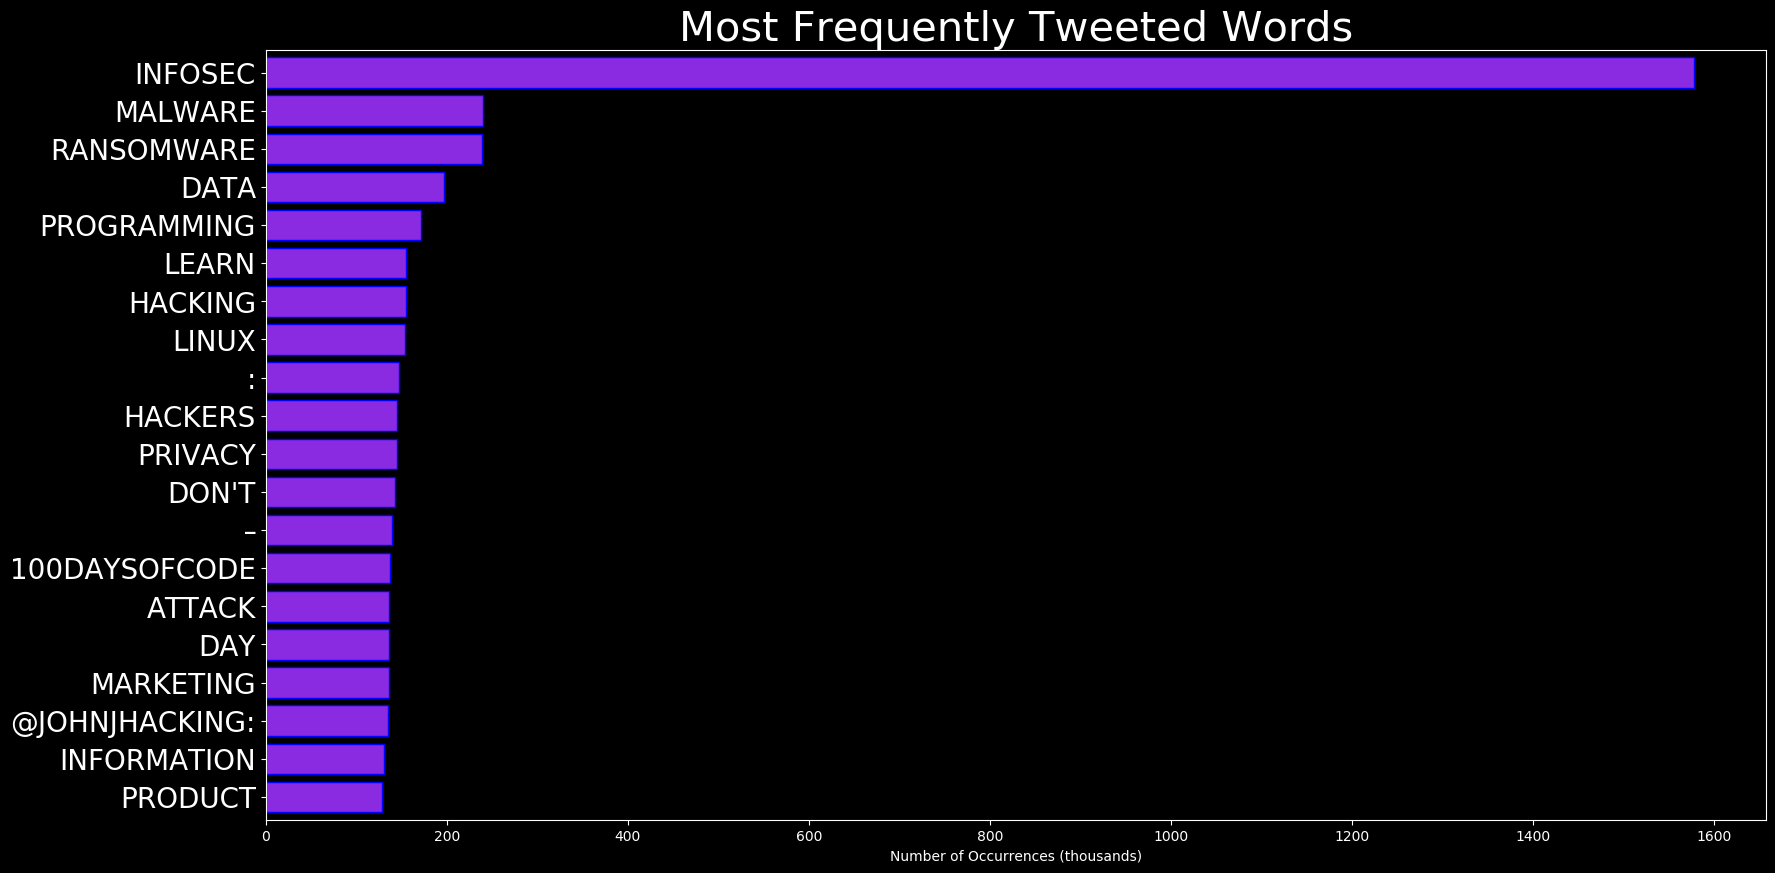 Most Frequently Tweeted Words
INFOSEC
MALWARE
RANSOMWARE
DATA
PROGRAMMING
LEARN
HACKING
LINUX
:
HACKERS
PRIVACY
DON'T
–
100DAYSOFCODE
ATTACK
DAY
MARKETING
@JOHNJHACKING:
INFORMATION
PRODUCT
0 200 400 600 800 1000 1200 1400 1600
Number of Occurrences (thousands)